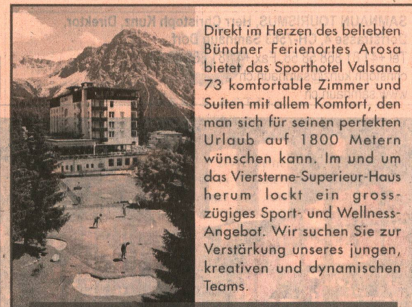 Direkt im Herzen des beliebten
Bündner Ferienortes Arosa
bietet das Sporthotel Valsana
73 komfortable Zimmer und
Suiten mit allem Komfort, den
man sich für seinen perfekten
Urlaub auf 1800 Metern
wünschen kann. Im und um
das Viersterne-Superieur-Haus
herum lockt ein gross-
zügiges Sport- und Wellness-
Angebot. Wir suchen Sie zur
Verstärkung unseres jungen,
kreativen und dynamischen
Teams.